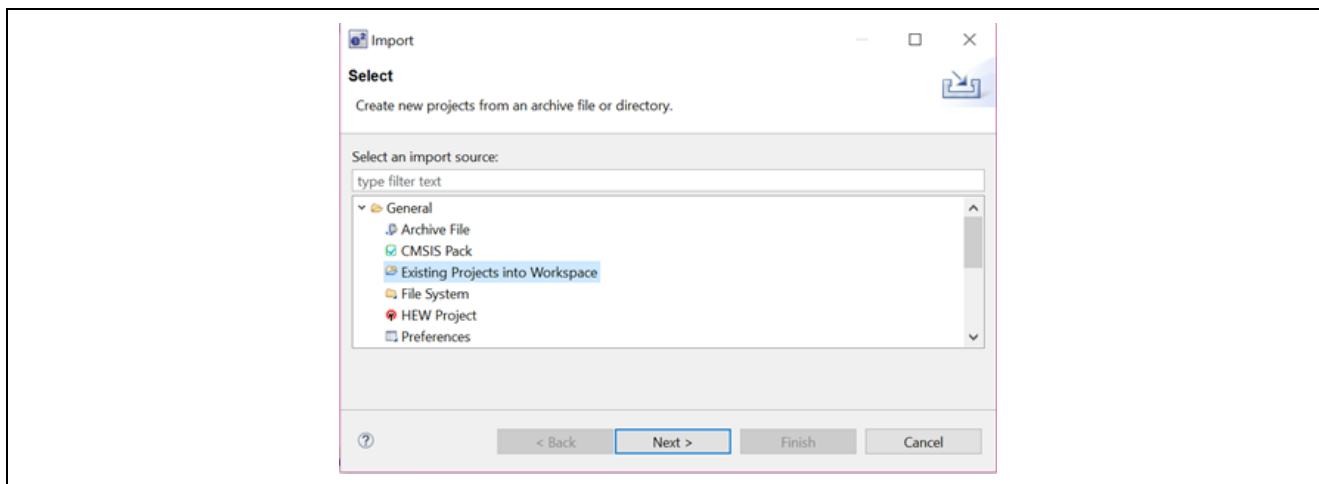 e² Import
Select
Create new projects from an archive file or directory.
Select an import source:
type filter text
General
Archive File
CMSIS Pack
Existing Projects into Workspace
File System
HEW Project
Preferences
? < Back Next > Finish Cancel